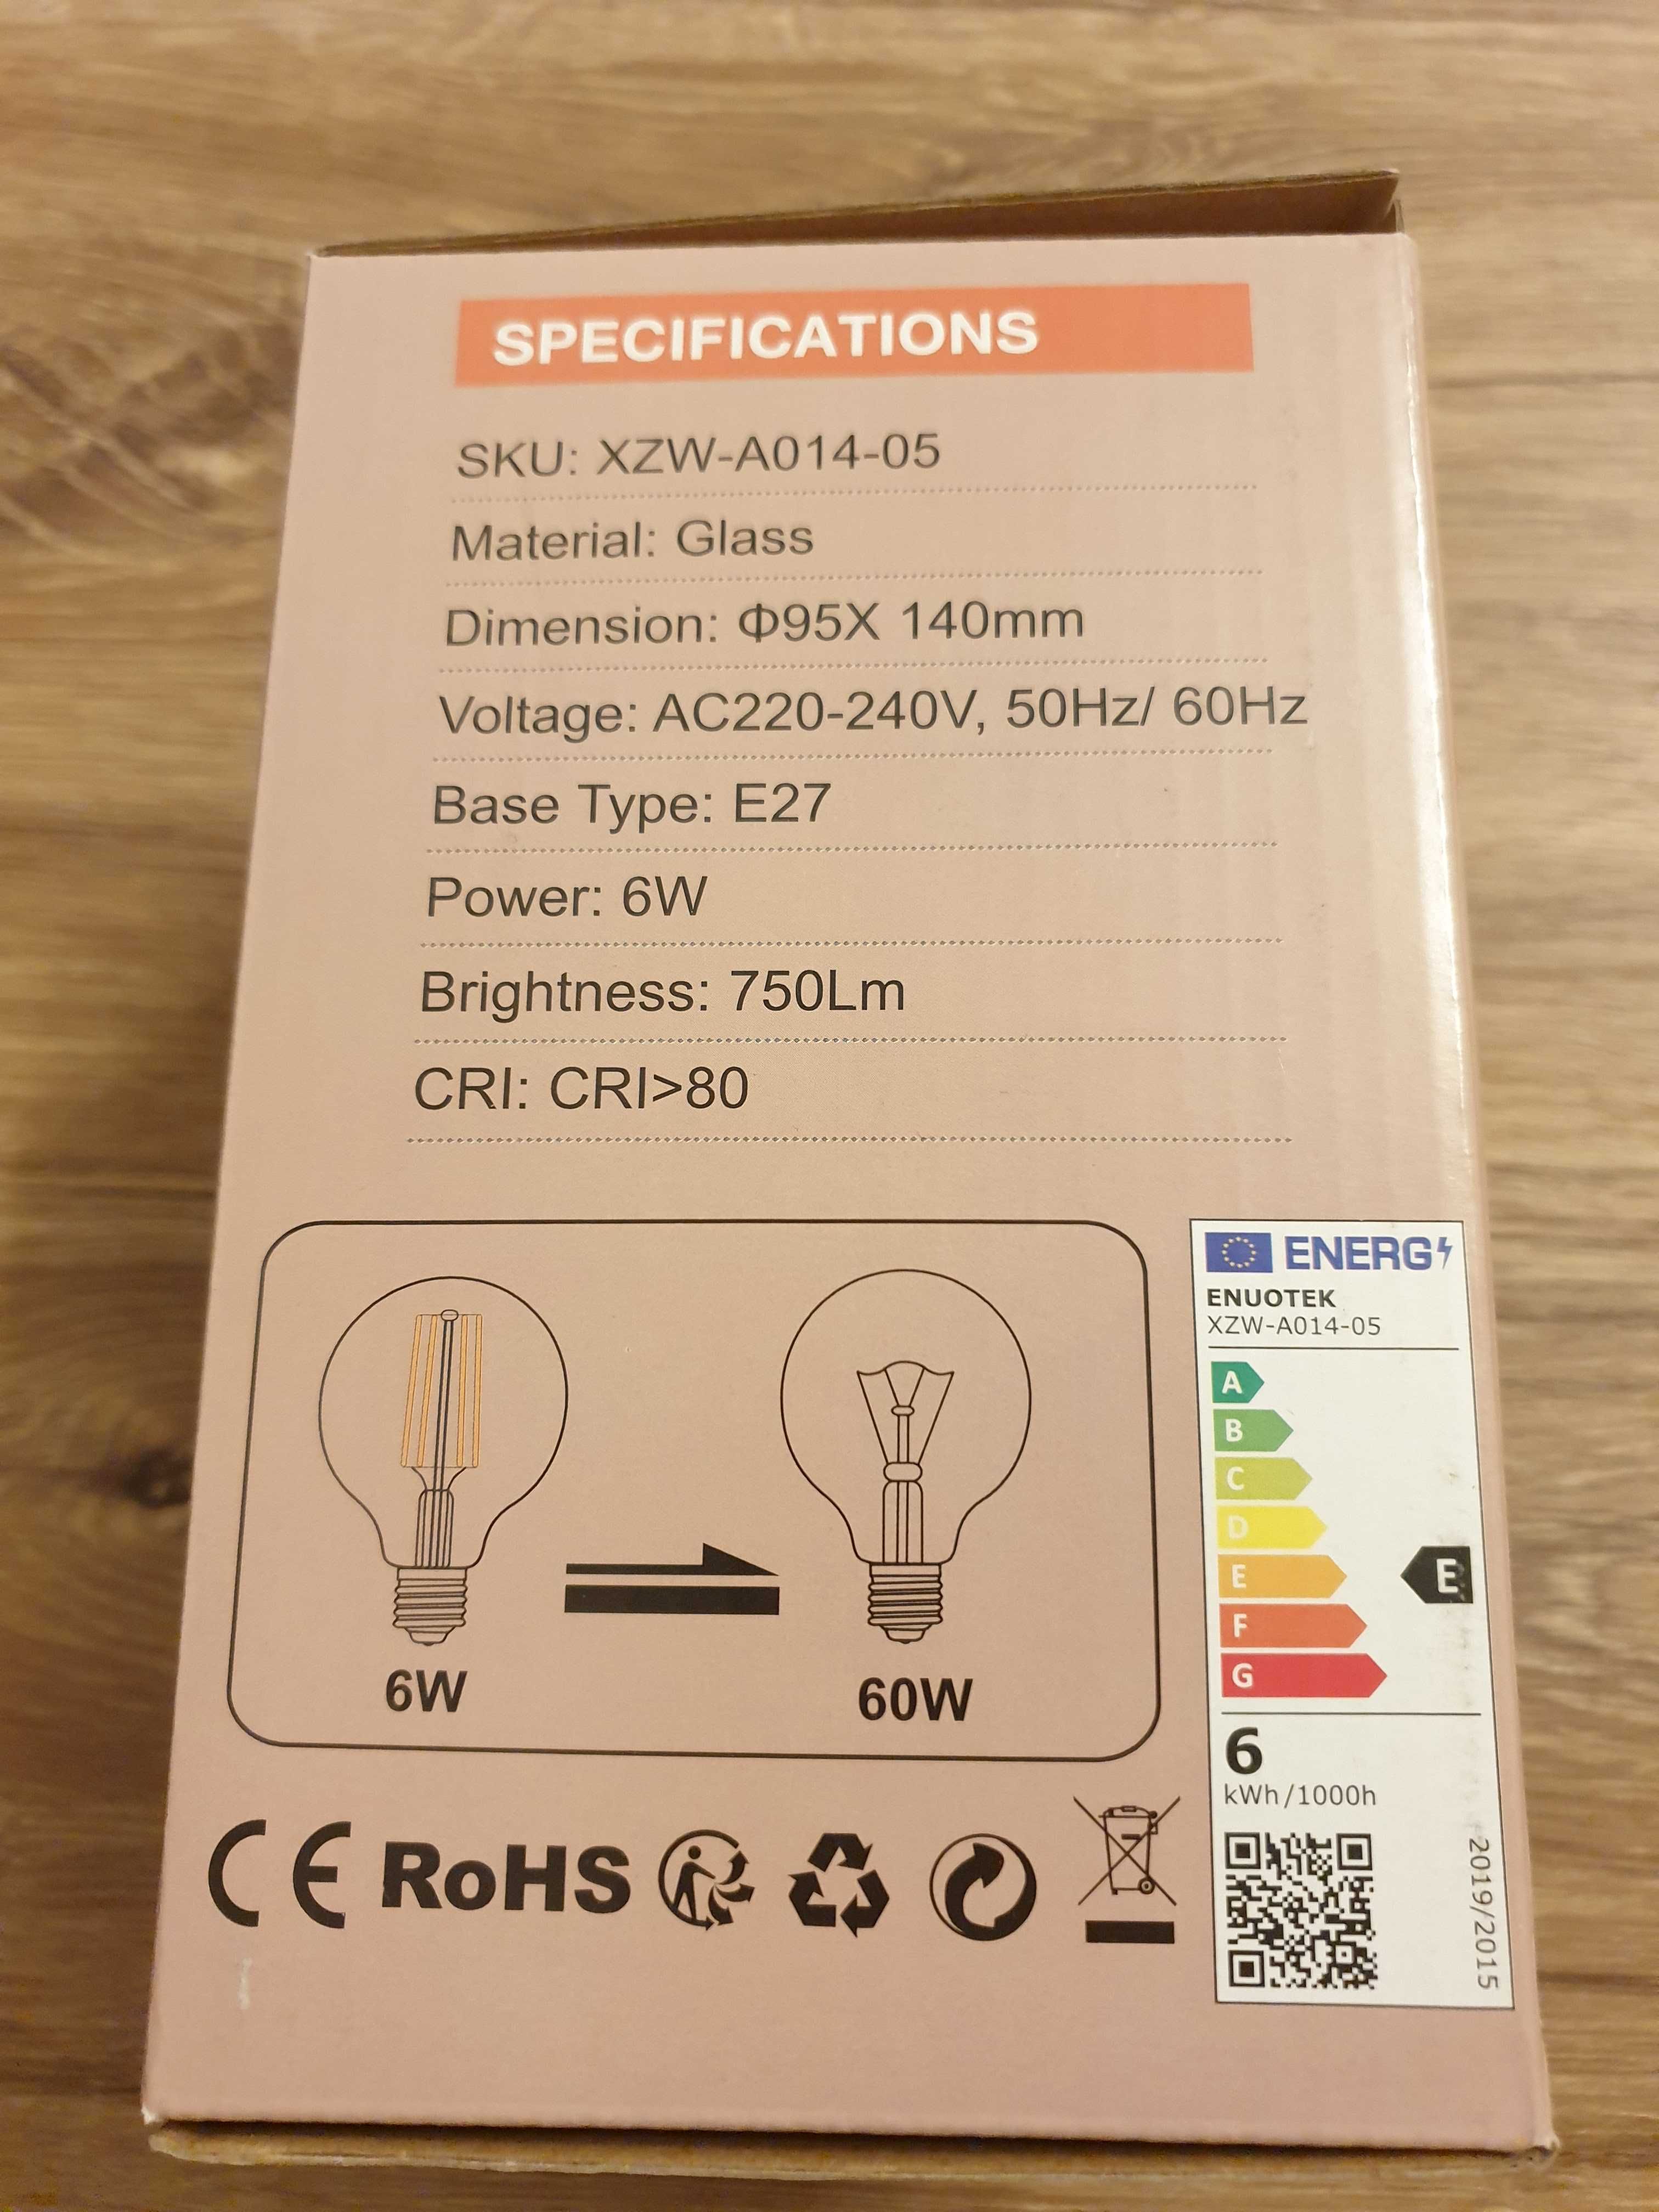 SPECIFICATIONS
SKU: XZW-A014-05
Material: Glass
Dimension: Φ95X 140mm
Voltage: AC220-240V, 50Hz/ 60Hz
Base Type: E27
Power: 6W
Brightness: 750Lm
CRI: CRI>80
6W
60W
CE RoHS
ENERG
ENUOTEK
XZW-A014-05
A
B
C
D
E
E
F
G
6
kWh/1000h
2019/2015